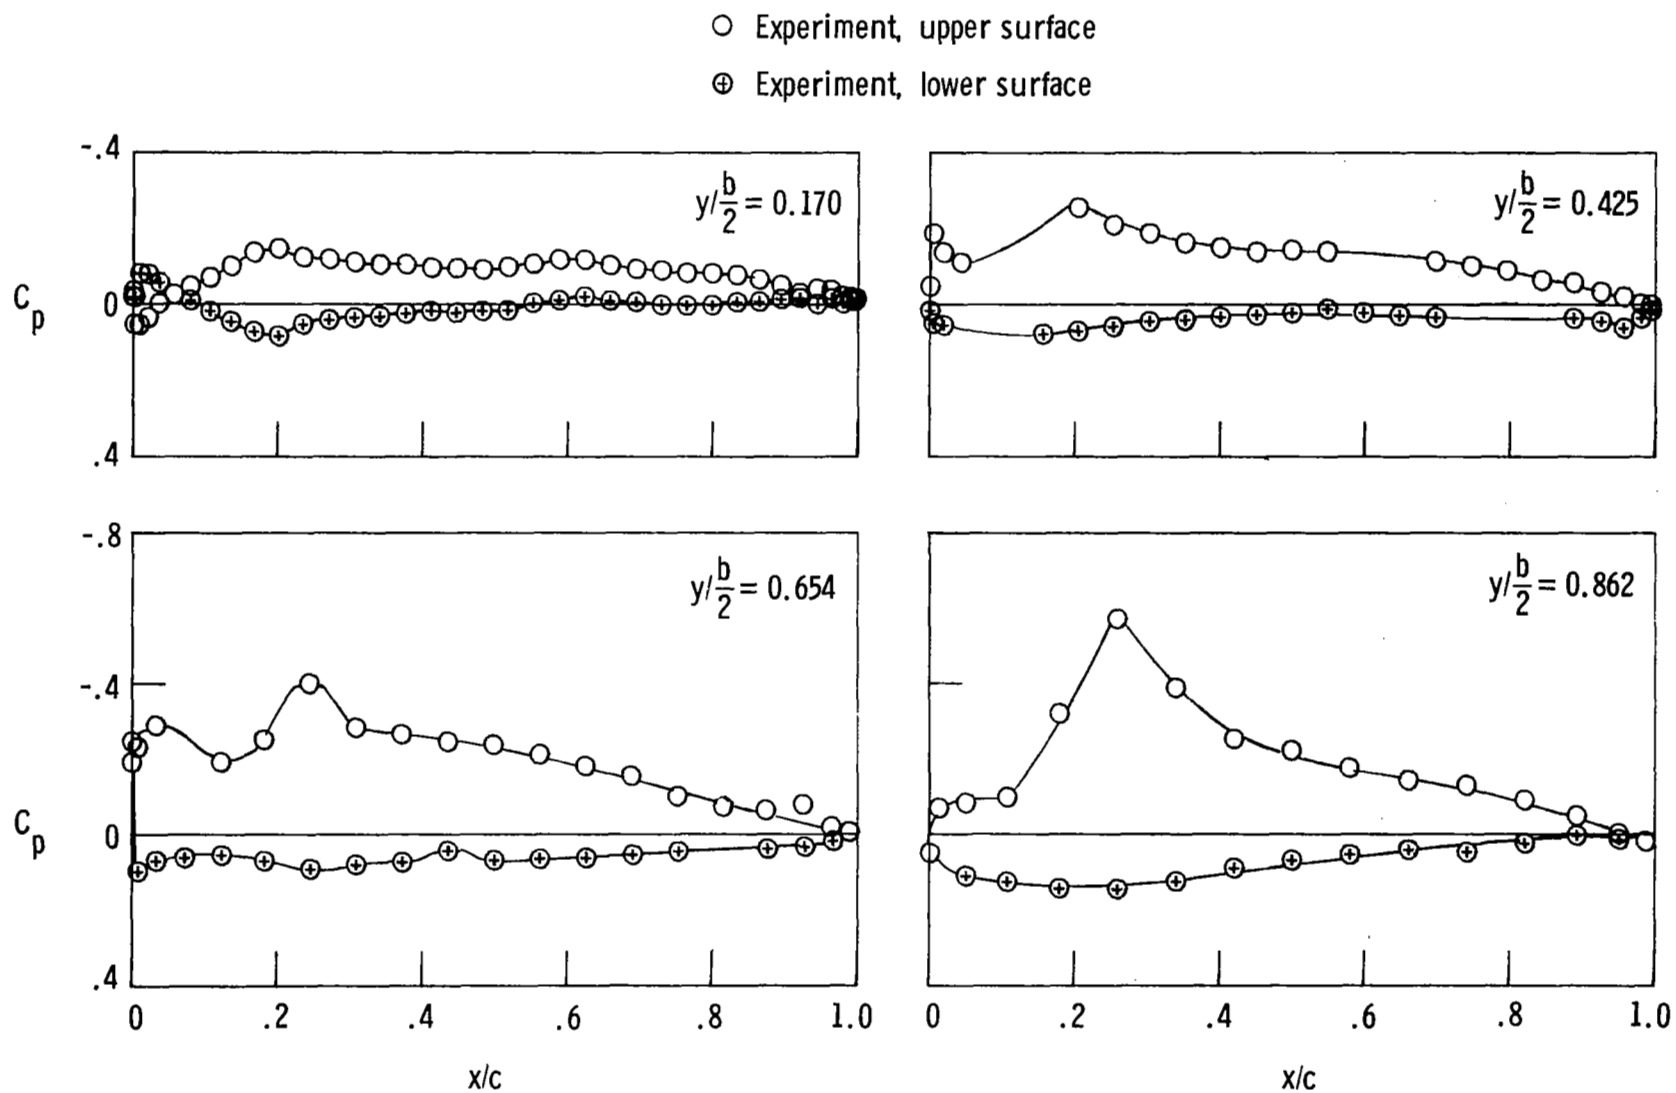 Experiment, upper surface
Experiment, lower surface
-.4
0
.4
C_p
y/b/2 = 0.170
y/b/2 = 0.425
-.8
-.4
0
.4
C_p
y/b/2 = 0.654
y/b/2 = 0.862
0 .2 .4 .6 .8 1.0
0 .2 .4 .6 .8 1.0
x/c
x/c